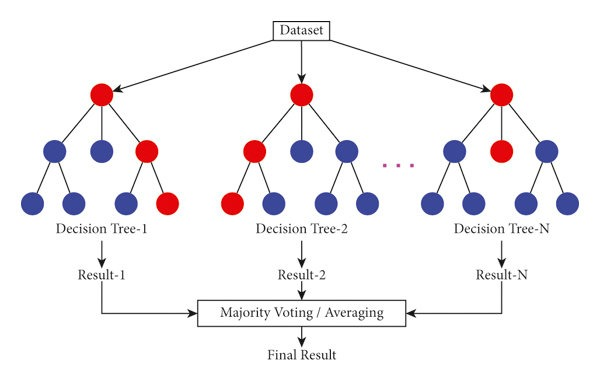 Dataset
Decision Tree-1
Decision Tree-2
Decision Tree-N
Result-1
Result-2
Result-N
Majority Voting / Averaging
Final Result